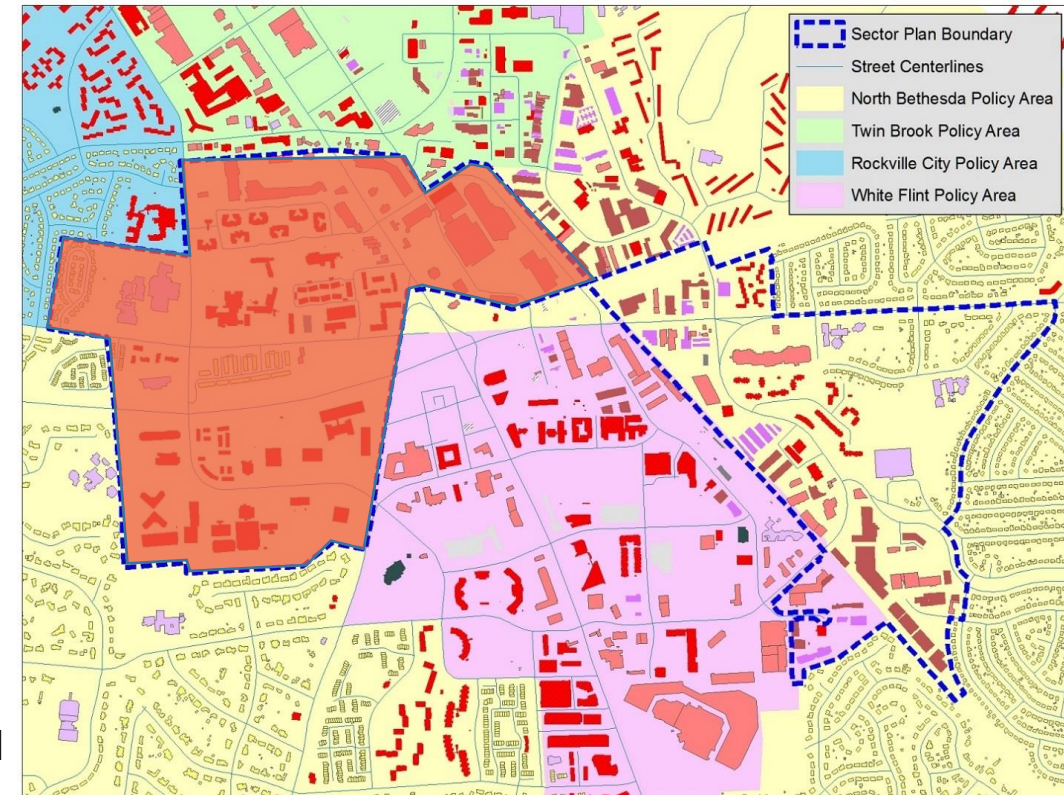 Sector Plan Boundary
Street Centerlines
North Bethesda Policy Area
Twin Brook Policy Area
Rockville City Policy Area
White Flint Policy Area